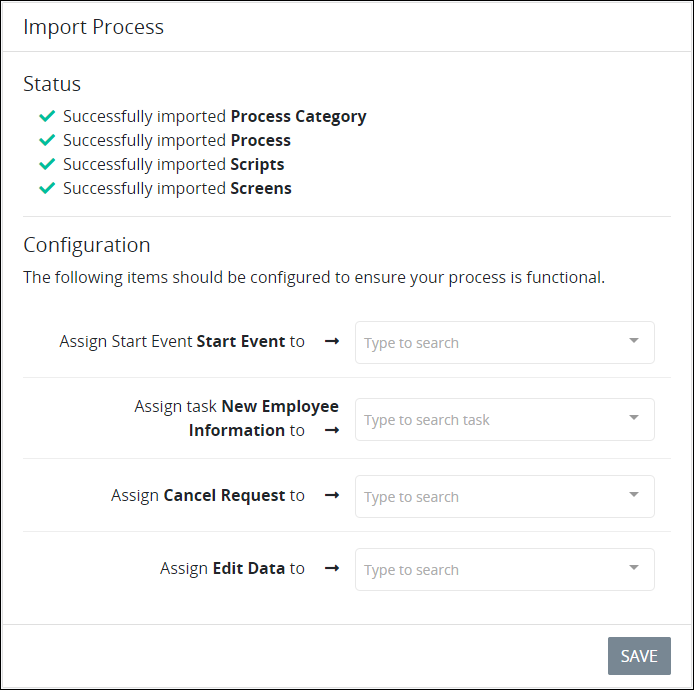 Import Process
Status
Successfully imported Process Category
Successfully imported Process
Successfully imported Scripts
Successfully imported Screens
Configuration
The following items should be configured to ensure your process is functional.
Assign Start Event Start Event to → Type to search
Assign task New Employee
Information to → Type to search task
Assign Cancel Request to → Type to search
Assign Edit Data to → Type to search
SAVE